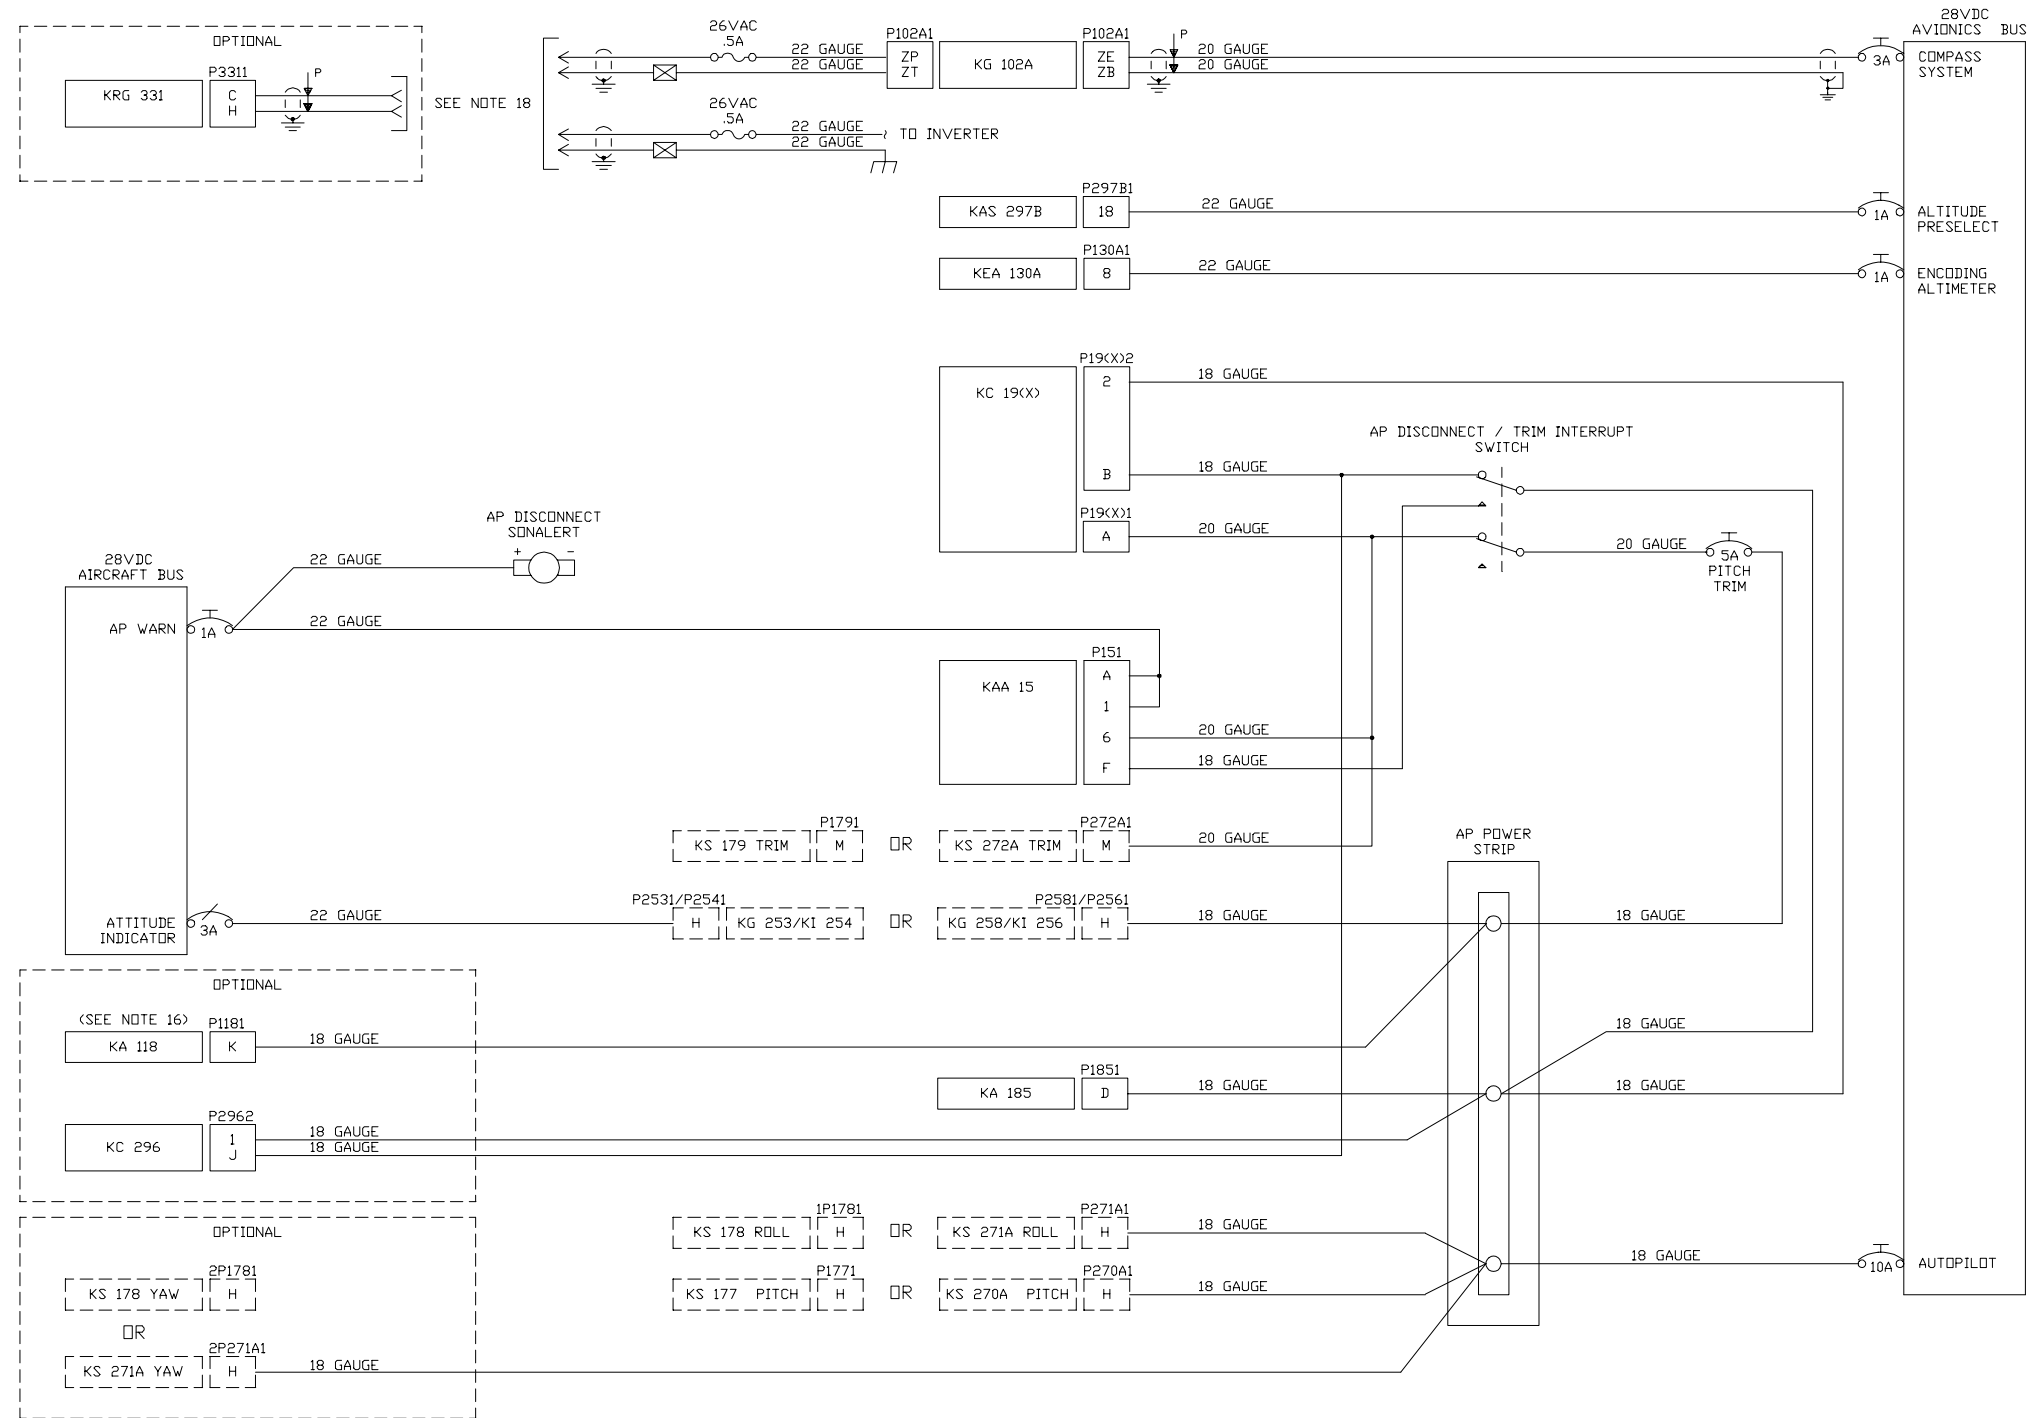 28VDC
AVIONICS BUS
OPTIONAL
P3311
KRG 331
C
H
P
SEE NOTE 18
26VAC
.5A
22 GAUGE
22 GAUGE
P102A1
ZP
ZT
KG 102A
P102A1
ZE
ZB
P
20 GAUGE
20 GAUGE
3A
COMPASS
SYSTEM
26VAC
.5A
22 GAUGE
22 GAUGE
TO INVERTER
P297B1
KAS 297B
18
22 GAUGE
1A
ALTITUDE
PRESELECT
P130A1
KEA 130A
8
22 GAUGE
1A
ENCODING
ALTIMETER
P19(X)2
KC 19(X)
2
18 GAUGE
AP DISCONNECT / TRIM INTERRUPT
SWITCH
B
18 GAUGE
P19(X)1
A
20 GAUGE
20 GAUGE
5A
PITCH
TRIM
AP DISCONNECT
SONALERT
+
-
22 GAUGE
28VDC
AIRCRAFT BUS
AP WARN
1A
22 GAUGE
P151
KAA 15
A
1
6
20 GAUGE
F
18 GAUGE
P1791
KS 179 TRIM
M
OR
P272A1
KS 272A TRIM
M
20 GAUGE
AP POWER
STRIP
ATTITUDE
INDICATOR
3A
22 GAUGE
P2531/P2541
H
KG 253/KI 254
OR
P2581/P2561
KG 258/KI 256
H
18 GAUGE
18 GAUGE
OPTIONAL
(SEE NOTE 16)
P1181
KA 118
K
18 GAUGE
18 GAUGE
P1851
KA 185
D
18 GAUGE
18 GAUGE
P2962
KC 296
1
J
18 GAUGE
18 GAUGE
OPTIONAL
1P1781
KS 178 ROLL
H
OR
P271A1
KS 271A ROLL
H
18 GAUGE
18 GAUGE
10A
AUTOPILOT
2P1781
KS 178 YAW
H
P1771
KS 177 PITCH
H
OR
P270A1
KS 270A PITCH
H
18 GAUGE
OR
2P271A1
KS 271A YAW
H
18 GAUGE